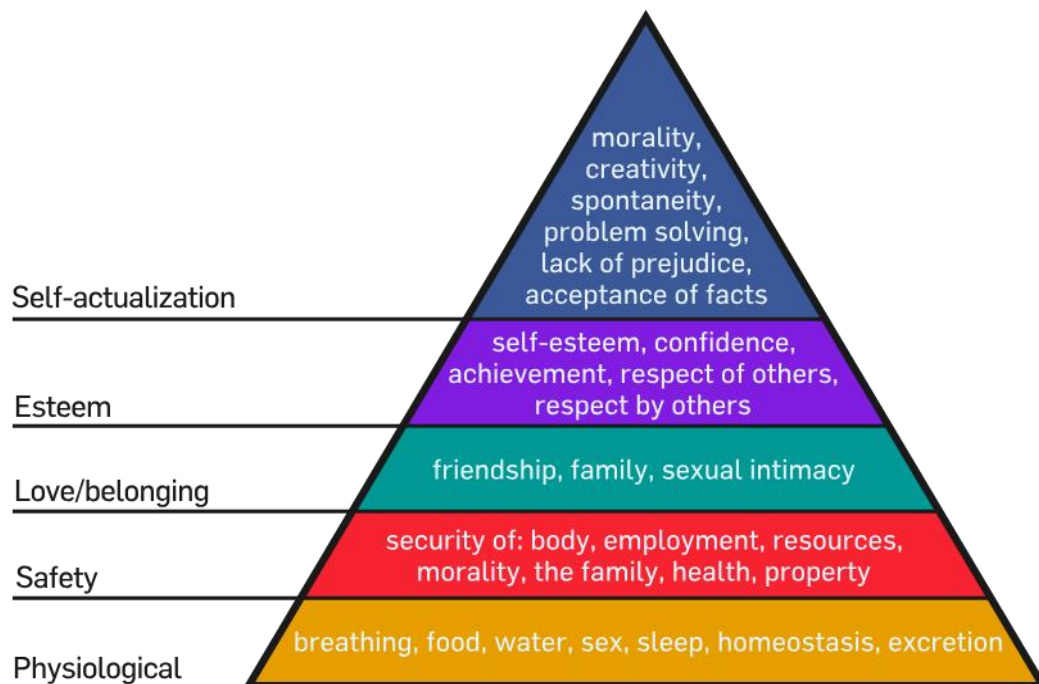 morality,
creativity,
spontaneity,
problem solving,
lack of prejudice,
acceptance of facts
Self-actualization
self-esteem, confidence,
achievement, respect of others,
respect by others
Esteem
friendship, family, sexual intimacy
Love/belonging
security of: body, employment, resources,
morality, the family, health, property
Safety
breathing, food, water, sex, sleep, homeostasis, excretion
Physiological